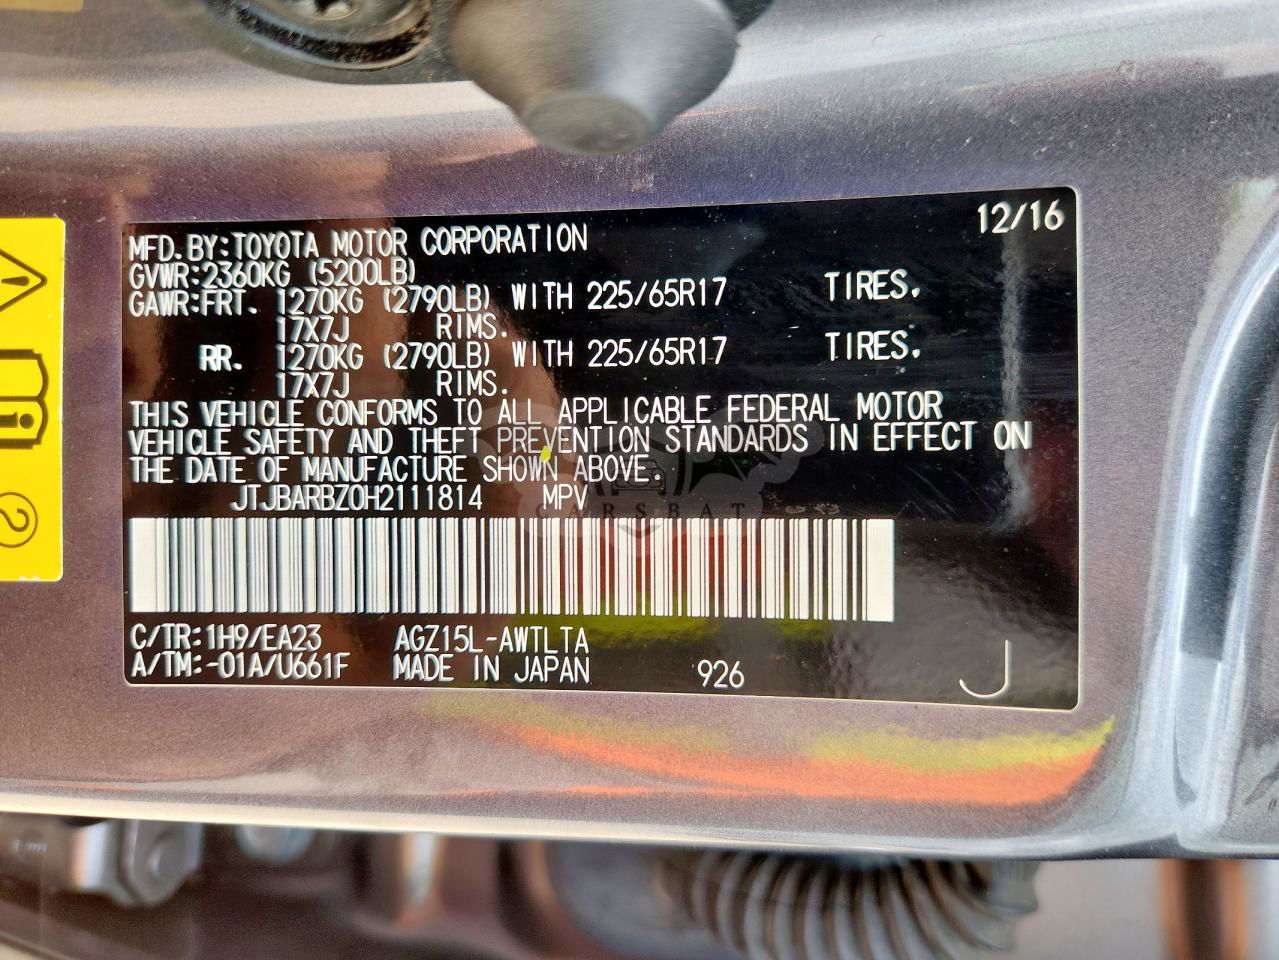 12/16
MFD.BY:TOYOTA MOTOR CORPORATION
GVWR:2360KG (5200LB)
GAWR:FRT. 1270KG (2790LB) WITH 225/65R17 TIRES.
17X7J RIMS.
RR. 1270KG (2790LB) WITH 225/65R17 TIRES.
17X7J RIMS.
THIS VEHICLE CONFORMS TO ALL APPLICABLE FEDERAL MOTOR
VEHICLE SAFETY AND THEFT PREVENTION STANDARDS IN EFFECT ON
THE DATE OF MANUFACTURE SHOWN ABOVE.
JTJBARBZ0H2111814 MPV
CARSBAT
C/TR:1H9/EA23 AGZ15L-AWTLTA
A/TM:-01A/U661F MADE IN JAPAN 926
J
2